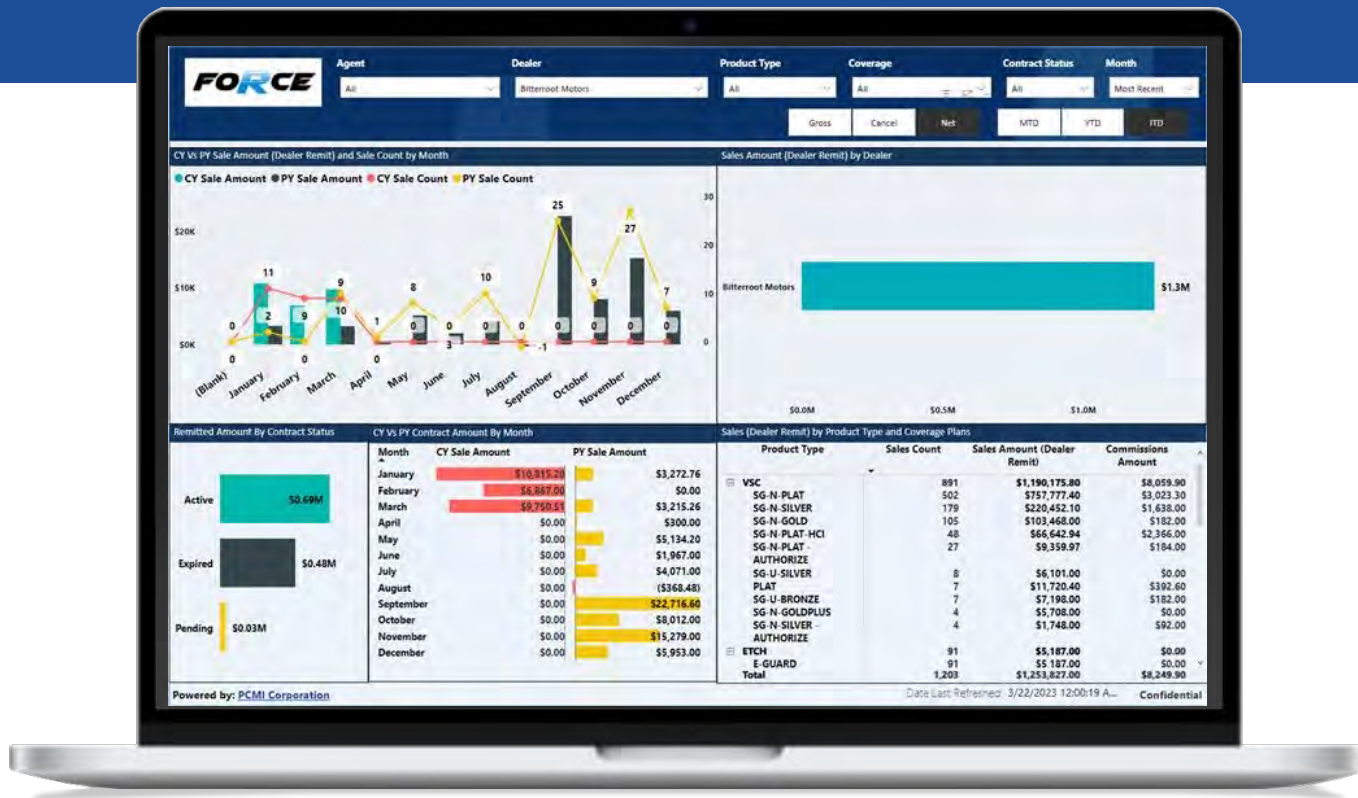 FORCE
Agent
Dealer
Product Type
Coverage
Contract Status
Month
All
Bitterroot Motors
All
All
All
Most Recent
Gross
Cancel
Net
MTD
YTD
ITD
CY Vs PY Sale Amount (Dealer Remit) and Sale Count by Month
CY Sale Amount PY Sale Amount CY Sale Count PY Sale Count
$20K
$10K
$0K
30
20
10
0
0
0
11
2
9
0
9
10
1
0
8
0
0
3
10
0
0
-1
25
0
9
0
27
0
7
0
(Blank)
January
February
March
April
May
June
July
August
September
October
November
December
Sales Amount (Dealer Remit) by Dealer
Bitterroot Motors
$1.3M
$0.0M
$0.5M
$1.0M
Remitted Amount By Contract Status
Active
$0.69M
Expired
$0.48M
Pending
$0.03M
CY Vs PY Contract Amount By Month
Month CY Sale Amount PY Sale Amount
January $10,815.20 $3,272.76
February $6,867.00 $0.00
March $9,750.51 $3,215.26
April $0.00 $300.00
May $0.00 $5,134.20
June $0.00 $1,967.00
July $0.00 $4,071.00
August $0.00 ($368.48)
September $0.00 $22,716.60
October $0.00 $8,012.00
November $0.00 $15,279.00
December $0.00 $5,953.00
Sales (Dealer Remit) by Product Type and Coverage Plans
Product Type Sales Count Sales Amount (Dealer Commissions
Remit) Amount
VSC 891 $1,190,175.80 $8,059.90
SG-N-PLAT 502 $757,777.40 $3,023.30
SG-N-SILVER 179 $220,452.10 $1,638.00
SG-N-GOLD 105 $103,468.00 $182.00
SG-N-PLAT-HCI 48 $66,642.94 $2,366.00
SG-N-PLAT - 27 $9,359.97 $184.00
AUTHORIZE
SG-U-SILVER 8 $6,101.00 $0.00
PLAT 7 $11,720.40 $392.60
SG-U-BRONZE 7 $7,198.00 $182.00
SG-N-GOLDPLUS 4 $5,708.00 $0.00
SG-N-SILVER - 4 $1,748.00 $92.00
AUTHORIZE
ETCH 91 $5,187.00 $0.00
E-GUARD 91 $5,187.00 $0.00
Total 1,203 $1,253,827.00 $8,249.90
Powered by: PCMI Corporation
Date Last Refreshed: 3/22/2023 12:00:19 A...
Confidential